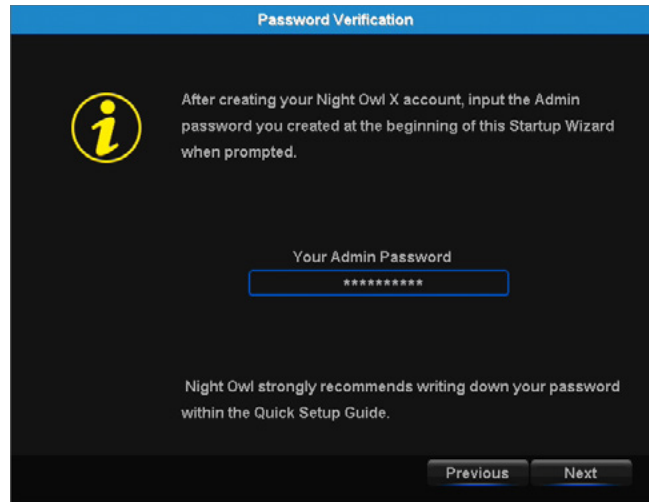 Password Verification
After creating your Night Owl X account, input the Admin
password you created at the beginning of this Startup Wizard
when prompted.
Your Admin Password
**********
Night Owl strongly recommends writing down your password
within the Quick Setup Guide.
Previous Next